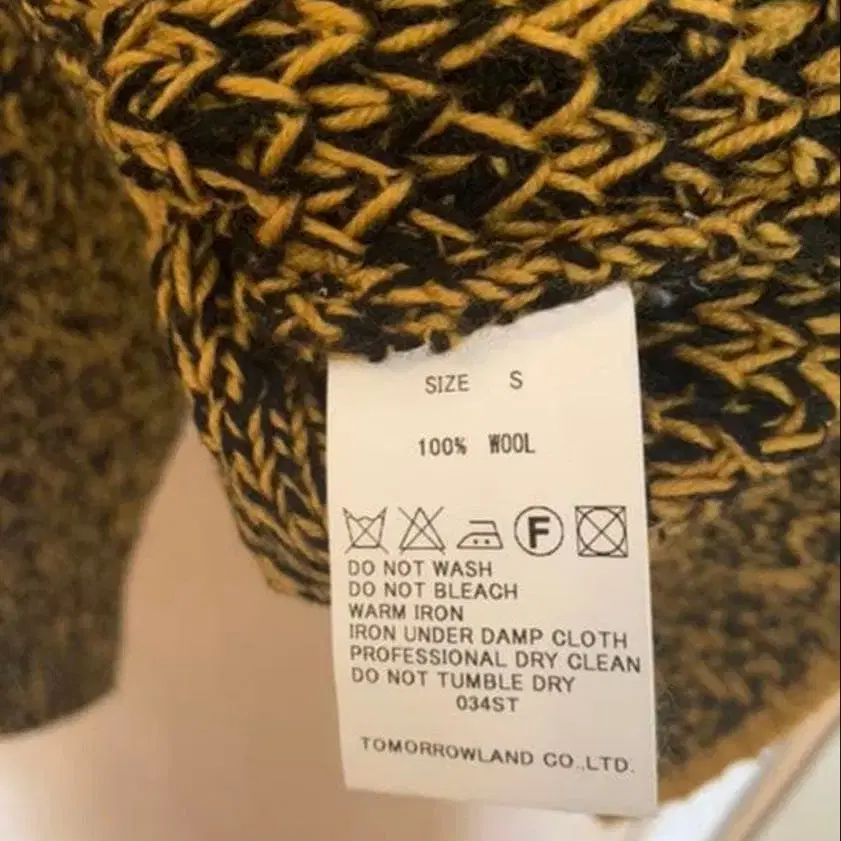 SIZE S
100% WOOL
F
DO NOT WASH
DO NOT BLEACH
WARM IRON
IRON UNDER DAMP CLOTH
PROFESSIONAL DRY CLEAN
DO NOT TUMBLE DRY
034ST
TOMORROWLAND CO.,LTD.